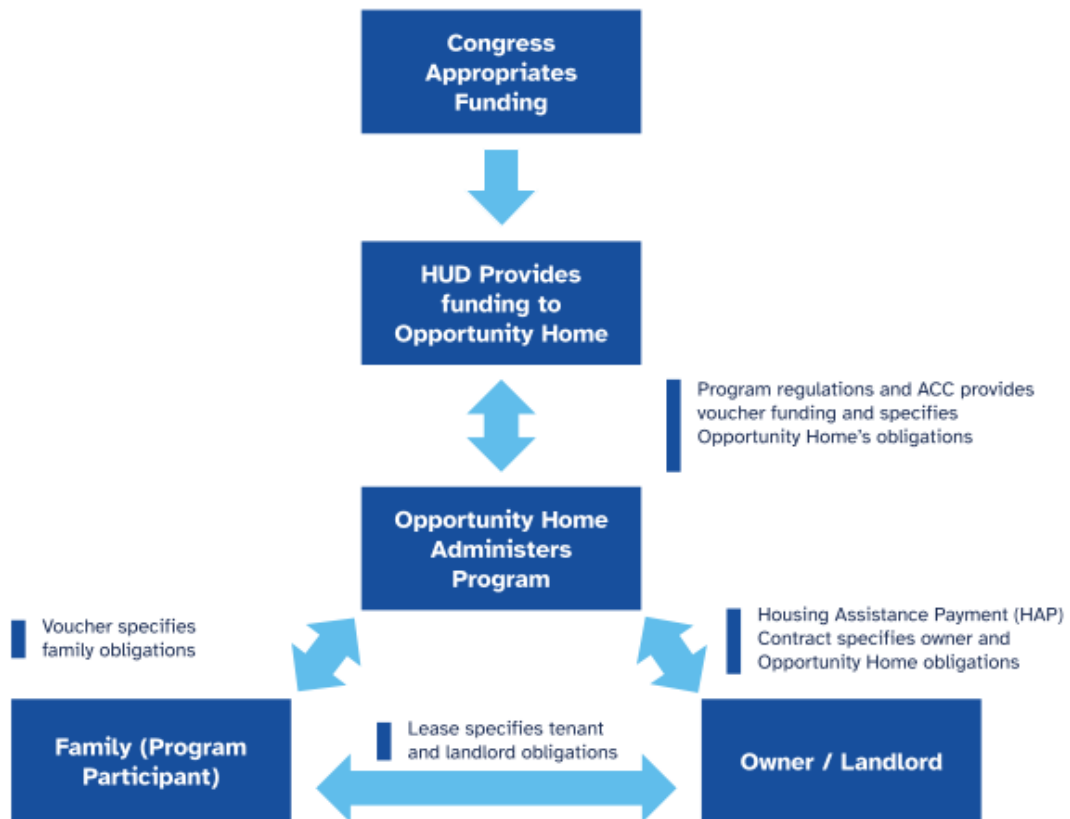 Congress
Appropriates
Funding
HUD Provides
funding to
Opportunity Home
Program regulations and ACC provides
voucher funding and specifies
Opportunity Home's obligations
Opportunity Home
Administers
Program
Voucher specifies
family obligations
Housing Assistance Payment (HAP)
Contract specifies owner and
Opportunity Home obligations
Lease specifies tenant
and landlord obligations
Family (Program
Participant)
Owner / Landlord